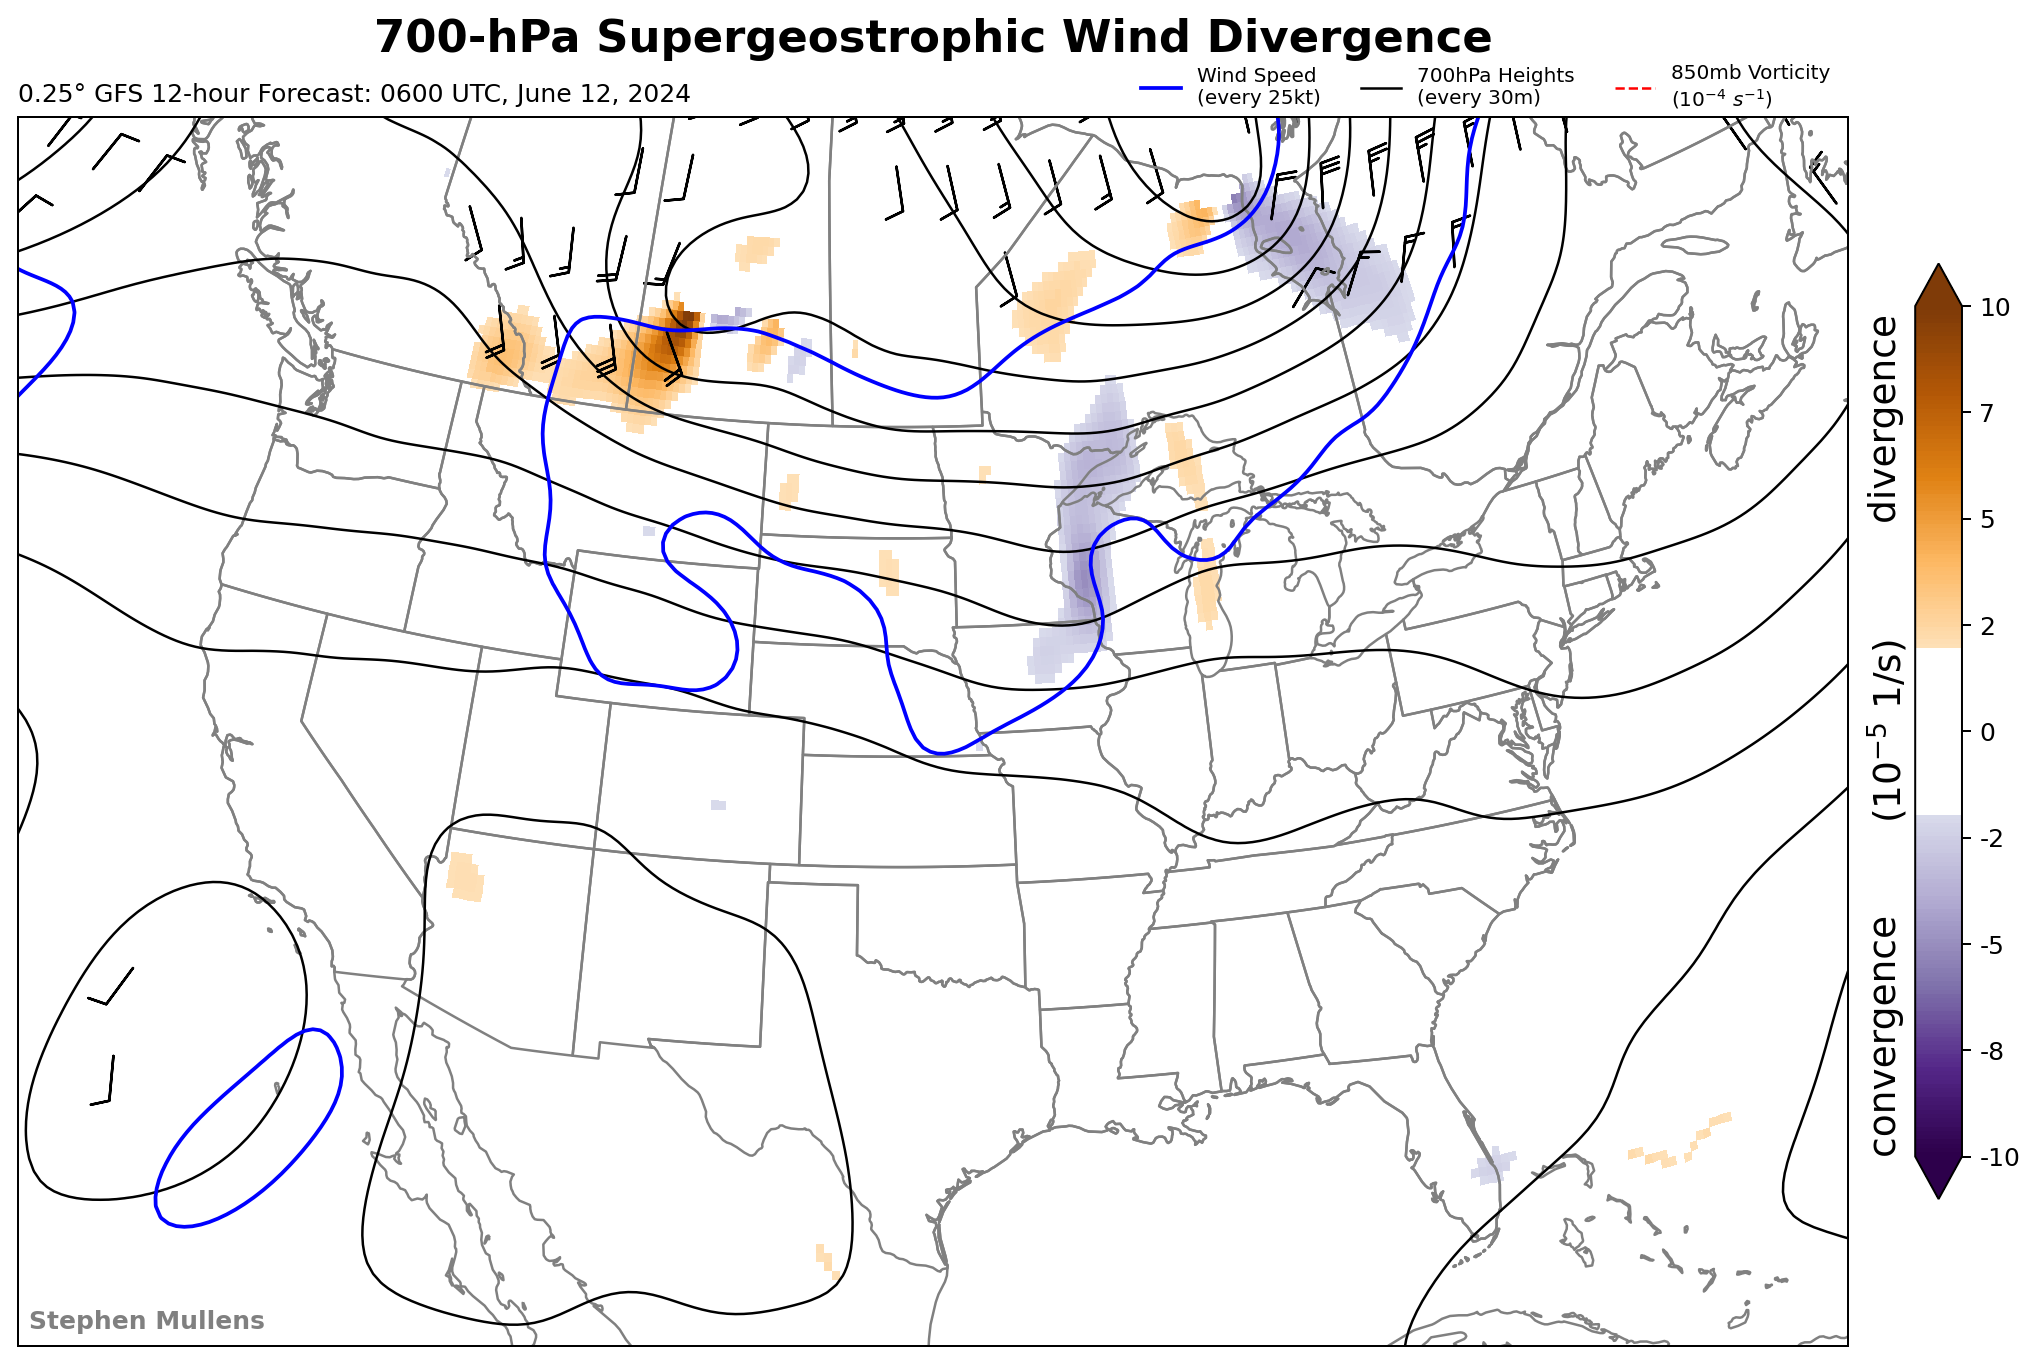 700-hPa Supergeostrophic Wind Divergence
0.25° GFS 12-hour Forecast: 0600 UTC, June 12, 2024
Wind Speed
(every 25kt)
700hPa Heights
(every 30m)
850mb Vorticity
(10⁻⁴ s⁻¹)
10
7
5
2
0
-2
-5
-8
-10
convergence (10⁻⁵ 1/s) divergence
Stephen Mullens